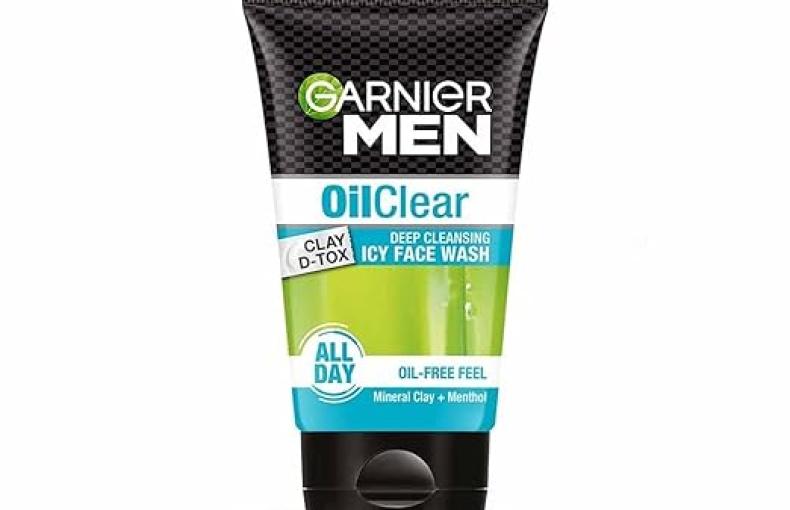 GARNIER
MEN
OilClear
CLAY
D-TOX
DEEP CLEANSING
ICY FACE WASH
ALL
DAY
OIL-FREE FEEL
Mineral Clay + Menthol